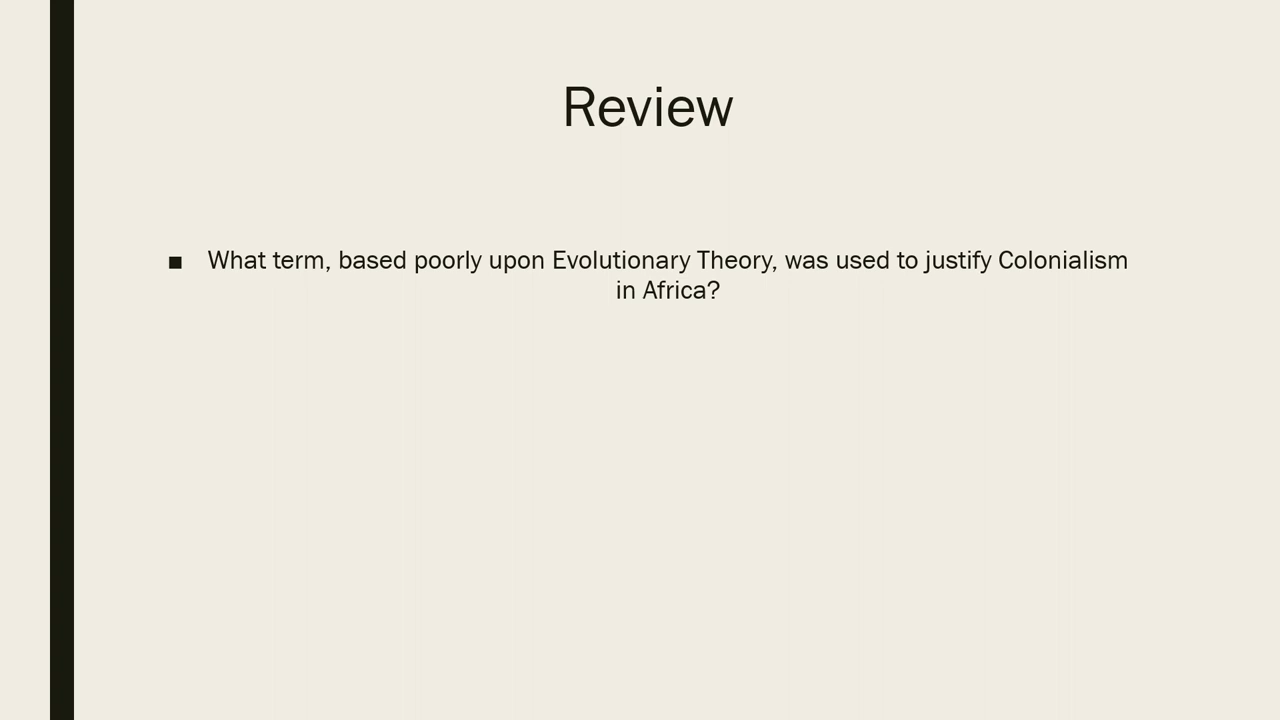 Review
▪ What term, based poorly upon Evolutionary Theory, was used to justify Colonialism
in Africa?